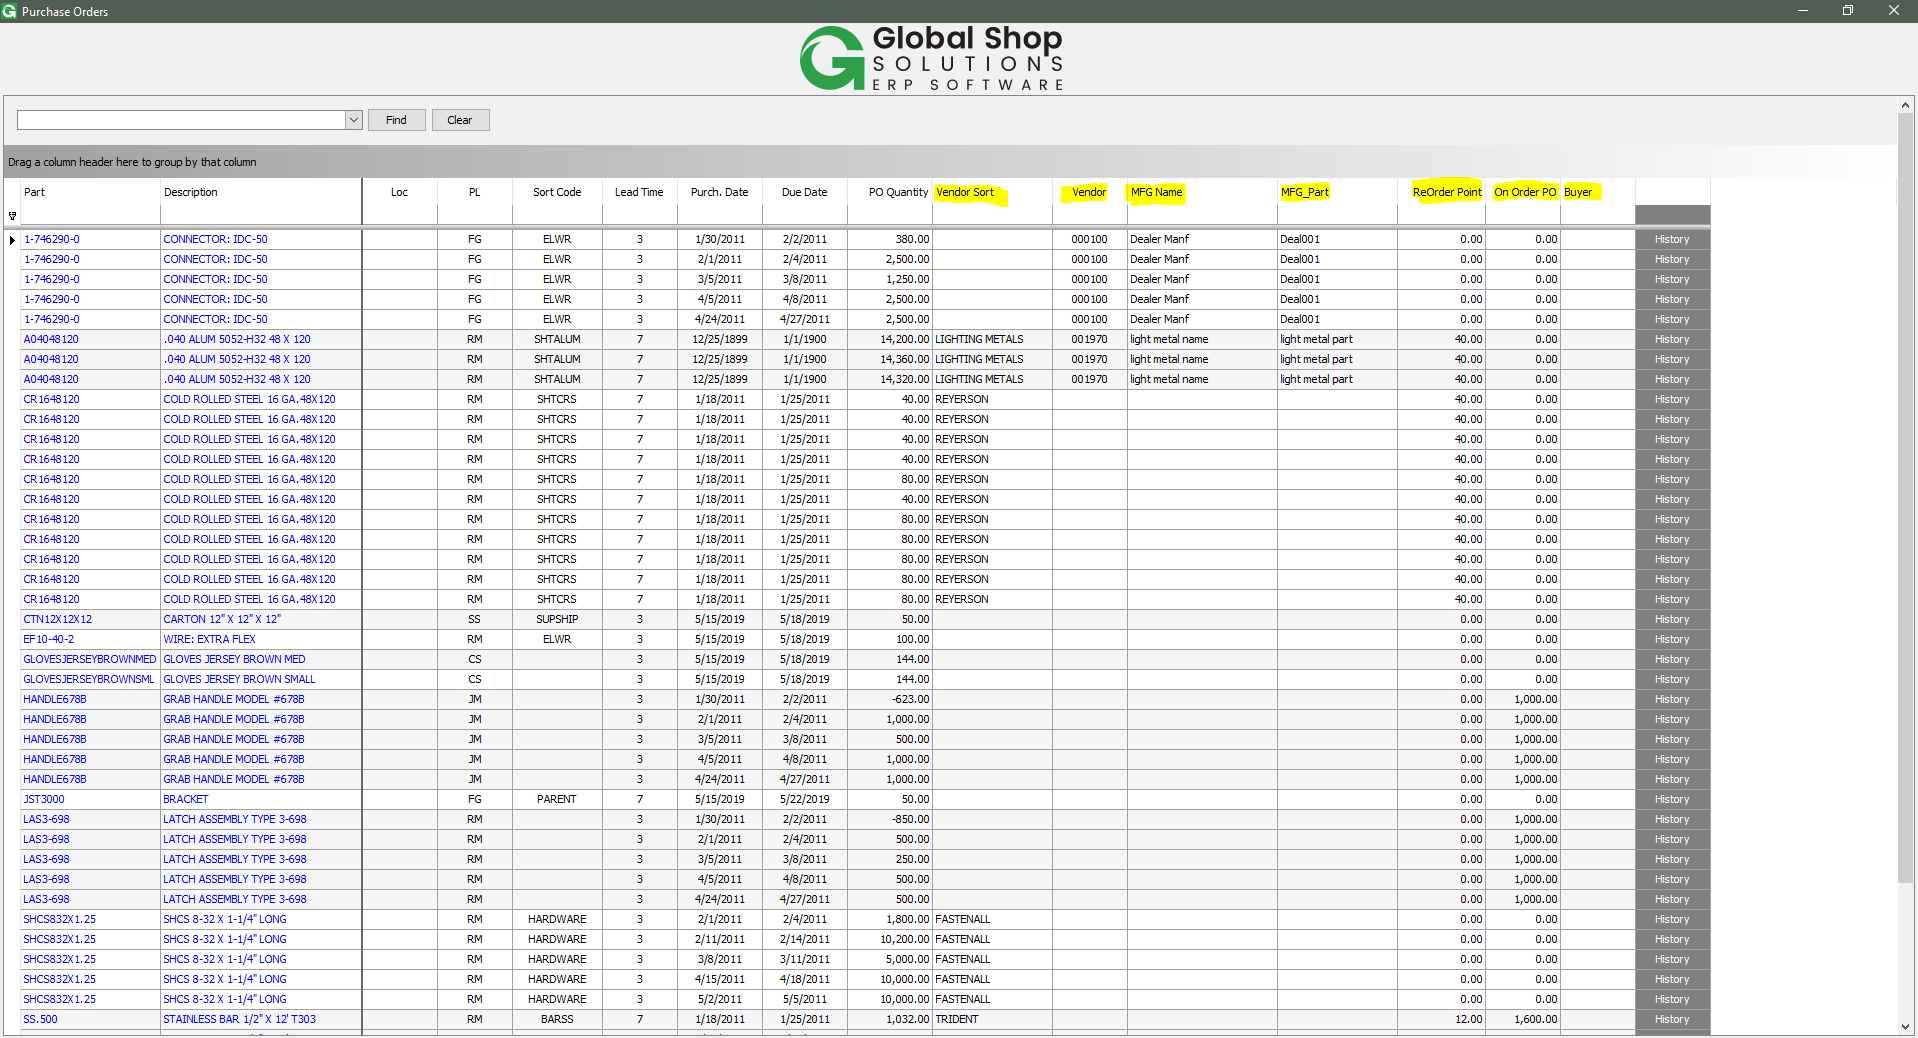 Purchase Orders
Global Shop
SOLUTIONS
ERP SOFTWARE
Find Clear
Drag a column header here to group by that column
Part Description Loc PL Sort Code Lead Time Purch. Date Due Date PO Quantity Vendor Sort Vendor MFG Name MFG_Part ReOrder Point On Order PO Buyer
1-746290-0 CONNECTOR: IDC-50 FG ELWR 3 1/30/2011 2/2/2011 380.00 000100 Dealer Manf Deal001 0.00 0.00 History
1-746290-0 CONNECTOR: IDC-50 FG ELWR 3 2/1/2011 2/4/2011 2,500.00 000100 Dealer Manf Deal001 0.00 0.00 History
1-746290-0 CONNECTOR: IDC-50 FG ELWR 3 3/5/2011 3/8/2011 1,250.00 000100 Dealer Manf Deal001 0.00 0.00 History
1-746290-0 CONNECTOR: IDC-50 FG ELWR 3 4/5/2011 4/8/2011 2,500.00 000100 Dealer Manf Deal001 0.00 0.00 History
1-746290-0 CONNECTOR: IDC-50 FG ELWR 3 4/24/2011 4/27/2011 2,500.00 000100 Dealer Manf Deal001 0.00 0.00 History
A04048120 .040 ALUM 5052-H32 48 X 120 RM SHTALUM 7 12/25/1899 1/1/1900 14,200.00 LIGHTING METALS 001970 light metal name light metal part 40.00 0.00 History
A04048120 .040 ALUM 5052-H32 48 X 120 RM SHTALUM 7 12/25/1899 1/1/1900 14,360.00 LIGHTING METALS 001970 light metal name light metal part 40.00 0.00 History
A04048120 .040 ALUM 5052-H32 48 X 120 RM SHTALUM 7 12/25/1899 1/1/1900 14,320.00 LIGHTING METALS 001970 light metal name light metal part 40.00 0.00 History
CR1648120 COLD ROLLED STEEL 16 GA.48X120 RM SHTCRS 7 1/18/2011 1/25/2011 40.00 REYERSON 40.00 0.00 History
CR1648120 COLD ROLLED STEEL 16 GA.48X120 RM SHTCRS 7 1/18/2011 1/25/2011 40.00 REYERSON 40.00 0.00 History
CR1648120 COLD ROLLED STEEL 16 GA.48X120 RM SHTCRS 7 1/18/2011 1/25/2011 40.00 REYERSON 40.00 0.00 History
CR1648120 COLD ROLLED STEEL 16 GA.48X120 RM SHTCRS 7 1/18/2011 1/25/2011 40.00 REYERSON 40.00 0.00 History
CR1648120 COLD ROLLED STEEL 16 GA.48X120 RM SHTCRS 7 1/18/2011 1/25/2011 80.00 REYERSON 40.00 0.00 History
CR1648120 COLD ROLLED STEEL 16 GA.48X120 RM SHTCRS 7 1/18/2011 1/25/2011 40.00 REYERSON 40.00 0.00 History
CR1648120 COLD ROLLED STEEL 16 GA.48X120 RM SHTCRS 7 1/18/2011 1/25/2011 80.00 REYERSON 40.00 0.00 History
CR1648120 COLD ROLLED STEEL 16 GA.48X120 RM SHTCRS 7 1/18/2011 1/25/2011 80.00 REYERSON 40.00 0.00 History
CR1648120 COLD ROLLED STEEL 16 GA.48X120 RM SHTCRS 7 1/18/2011 1/25/2011 80.00 REYERSON 40.00 0.00 History
CR1648120 COLD ROLLED STEEL 16 GA.48X120 RM SHTCRS 7 1/18/2011 1/25/2011 80.00 REYERSON 40.00 0.00 History
CR1648120 COLD ROLLED STEEL 16 GA.48X120 RM SHTCRS 7 1/18/2011 1/25/2011 80.00 REYERSON 40.00 0.00 History
CTN12X12X12 CARTON 12" X 12" X 12" SS SUPSHIP 3 5/15/2019 5/18/2019 50.00 0.00 0.00 History
EF10-40-2 WIRE: EXTRA FLEX RM ELWR 3 5/15/2019 5/18/2019 100.00 0.00 0.00 History
GLOVESJERSEYBROWNMED GLOVES JERSEY BROWN MED CS 3 5/15/2019 5/18/2019 144.00 0.00 0.00 History
GLOVESJERSEYBROWNSML GLOVES JERSEY BROWN SMALL CS 3 5/15/2019 5/18/2019 144.00 0.00 0.00 History
HANDLE678B GRAB HANDLE MODEL #678B JM 3 1/30/2011 2/2/2011 -623.00 0.00 1,000.00 History
HANDLE678B GRAB HANDLE MODEL #678B JM 3 2/1/2011 2/4/2011 1,000.00 0.00 1,000.00 History
HANDLE678B GRAB HANDLE MODEL #678B JM 3 3/5/2011 3/8/2011 500.00 0.00 1,000.00 History
HANDLE678B GRAB HANDLE MODEL #678B JM 3 4/5/2011 4/8/2011 1,000.00 0.00 1,000.00 History
HANDLE678B GRAB HANDLE MODEL #678B JM 3 4/24/2011 4/27/2011 1,000.00 0.00 1,000.00 History
JST3000 BRACKET FG PARENT 7 5/15/2019 5/22/2019 50.00 0.00 0.00 History
LAS3-698 LATCH ASSEMBLY TYPE 3-698 RM 3 1/30/2011 2/2/2011 -850.00 0.00 1,000.00 History
LAS3-698 LATCH ASSEMBLY TYPE 3-698 RM 3 2/1/2011 2/4/2011 500.00 0.00 1,000.00 History
LAS3-698 LATCH ASSEMBLY TYPE 3-698 RM 3 3/5/2011 3/8/2011 250.00 0.00 1,000.00 History
LAS3-698 LATCH ASSEMBLY TYPE 3-698 RM 3 4/5/2011 4/8/2011 500.00 0.00 1,000.00 History
LAS3-698 LATCH ASSEMBLY TYPE 3-698 RM 3 4/24/2011 4/27/2011 500.00 0.00 1,000.00 History
SHCS832X1.25 SHCS 8-32 X 1-1/4" LONG RM HARDWARE 3 2/1/2011 2/4/2011 1,800.00 FASTENALL 0.00 0.00 History
SHCS832X1.25 SHCS 8-32 X 1-1/4" LONG RM HARDWARE 3 2/11/2011 2/14/2011 10,200.00 FASTENALL 0.00 0.00 History
SHCS832X1.25 SHCS 8-32 X 1-1/4" LONG RM HARDWARE 3 3/8/2011 3/11/2011 5,000.00 FASTENALL 0.00 0.00 History
SHCS832X1.25 SHCS 8-32 X 1-1/4" LONG RM HARDWARE 3 4/15/2011 4/18/2011 10,000.00 FASTENALL 0.00 0.00 History
SHCS832X1.25 SHCS 8-32 X 1-1/4" LONG RM HARDWARE 3 5/2/2011 5/5/2011 10,000.00 FASTENALL 0.00 0.00 History
SS.500 STAINLESS BAR 1/2" X 12' T303 RM BARSS 7 1/18/2011 1/25/2011 1,032.00 TRIDENT 12.00 1,600.00 History